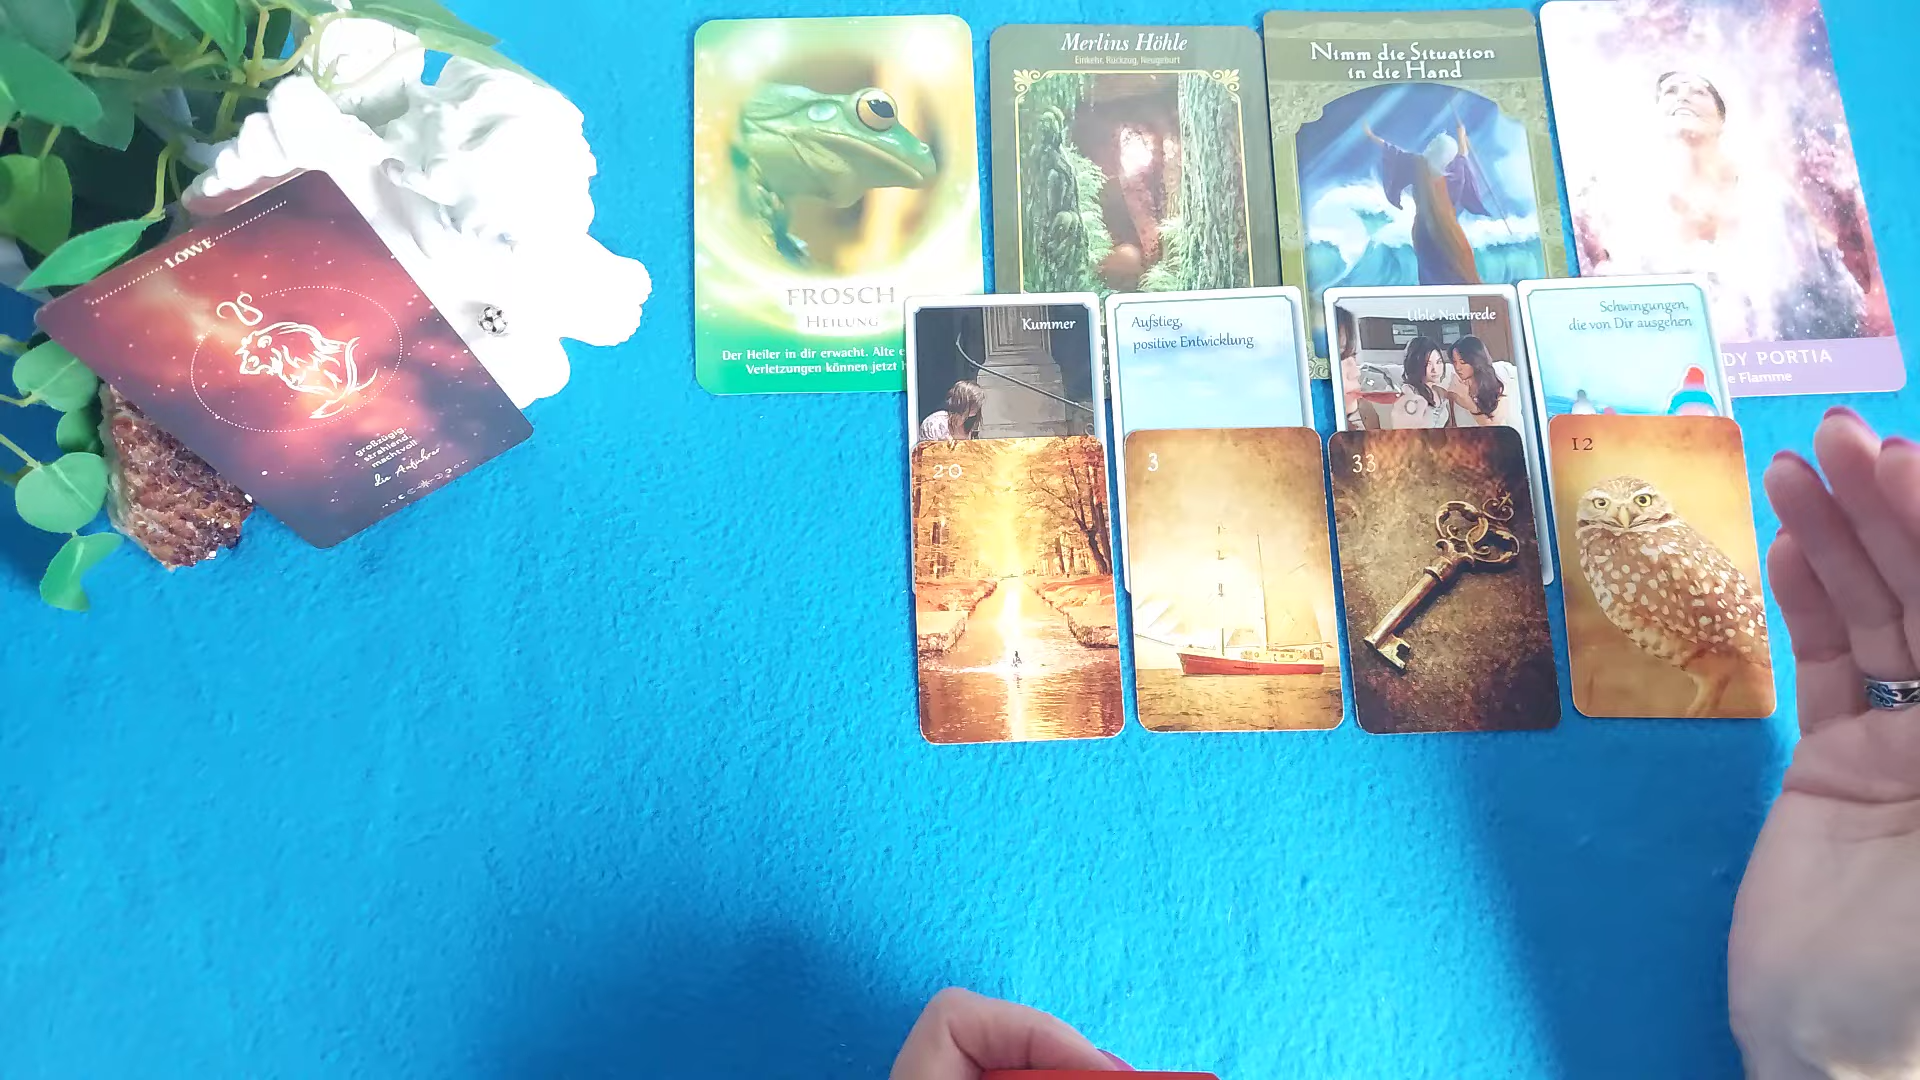 LÖWE
großzügig,
strahlend,
machtvoll
die Anführer
FROSCH
HEILUNG
Der Heiler in dir erwacht. Alte
Verletzungen können jetzt
Merlins Höhle
Einkehr, Rückzug, Neugeburt
Nimm die Situation
in die Hand
DY PORTIA
Flamme
Kummer
Aufstieg,
positive Entwicklung
Üble Nachrede
Schwingungen,
die von Dir ausgehen
20
3
33
12